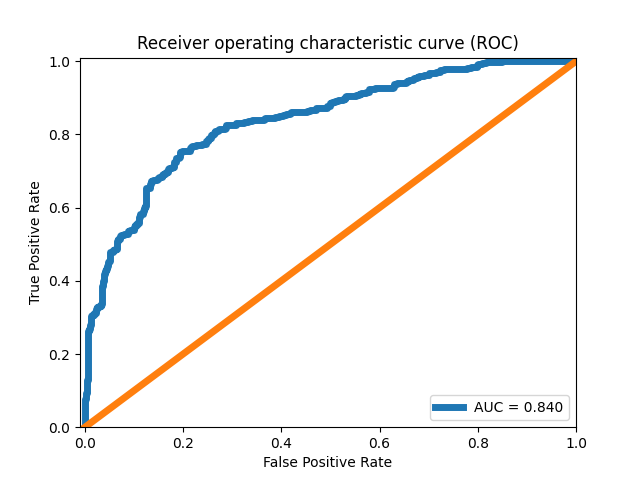 Receiver operating characteristic curve (ROC)
True Positive Rate
1.0
0.8
0.6
0.4
0.2
0.0
AUC = 0.840
0.0 0.2 0.4 0.6 0.8 1.0
False Positive Rate